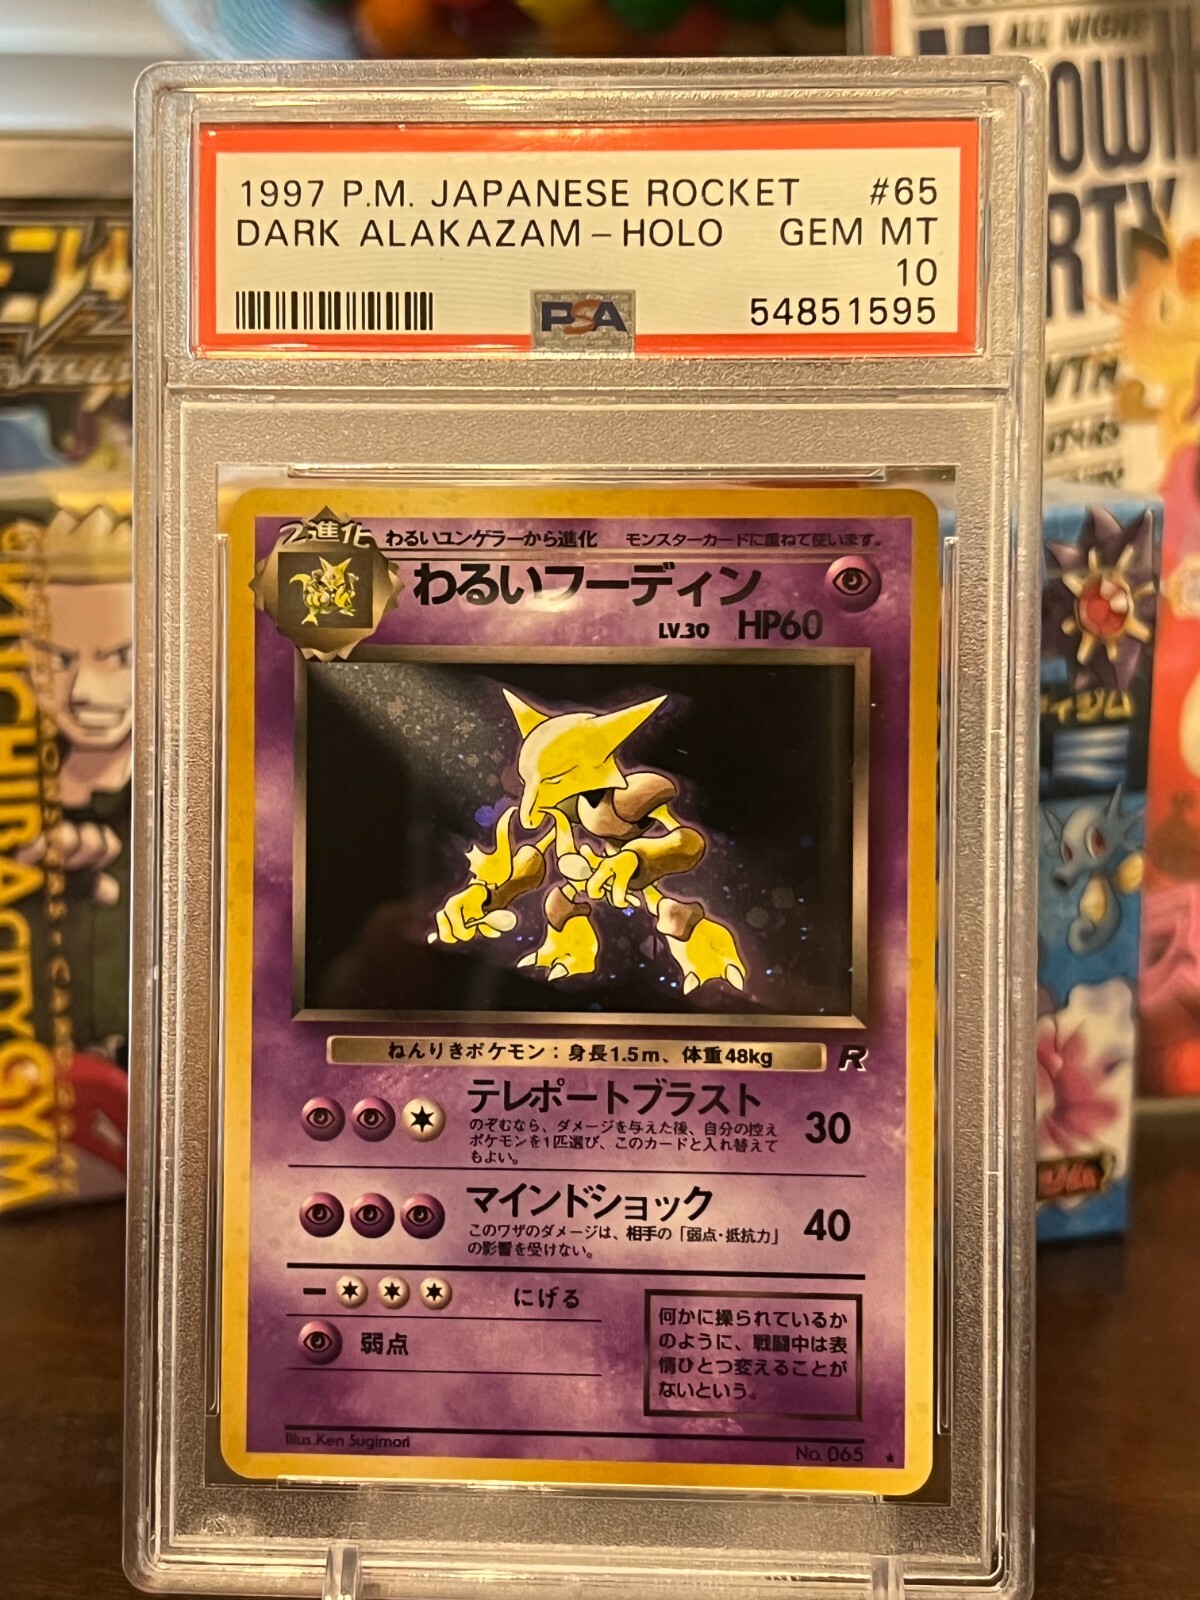 1997 P.M. JAPANESE ROCKET #65
DARK ALAKAZAM – HOLO GEM MT
10
PSA 54851595
2進化 わるいユンゲラーから進化 モンスターカードに重ねて使います。
わるいフーディン
LV.30 HP60
ねんりきポケモン：身長1.5m、体重48kg R
テレポートブラスト 30
のぞむなら、ダメージを与えた後、自分の控え
ポケモンを1匹選び、このカードと入れ替えて
もよい。
マインドショック 40
このワザのダメージは、相手の「弱点・抵抗力」
の影響を受けない。
にげる
弱点
何かに操られているか
のように、戦闘中は表
情ひとつ変えることが
ないという。
Illus.Ken Sugimori
No. 065
ALL NIGHT